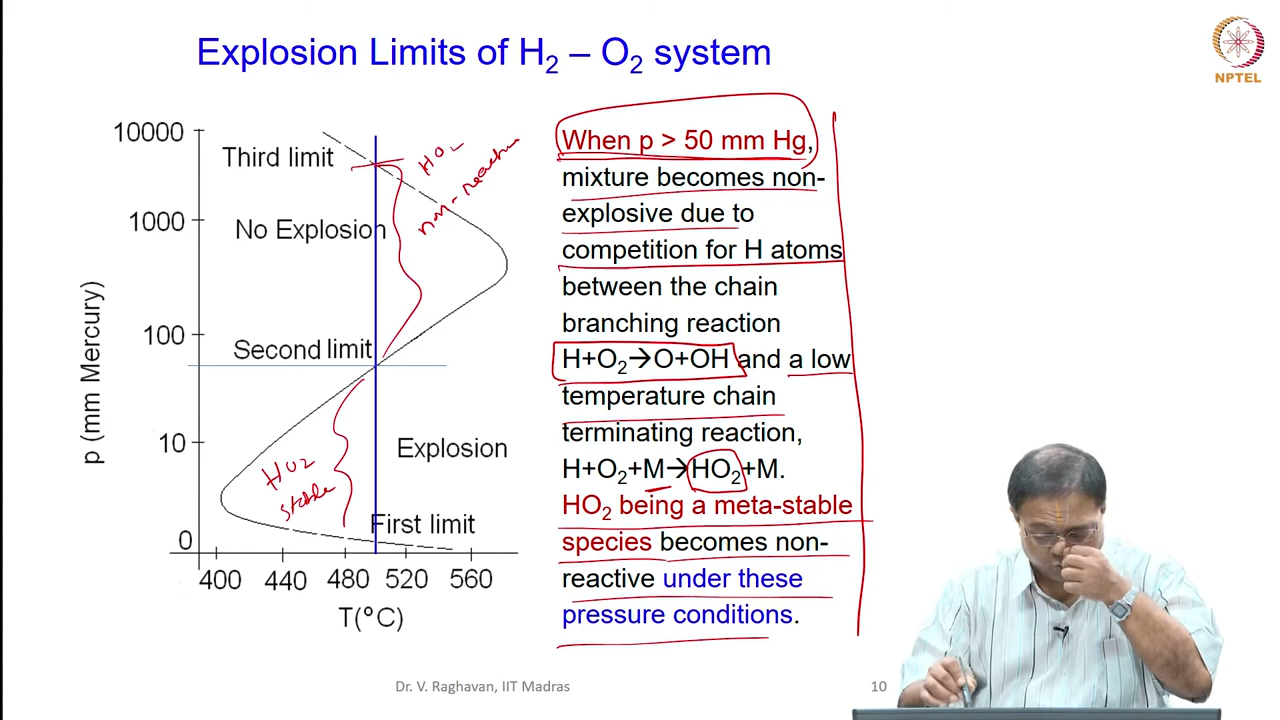 Explosion Limits of H2 – O2 system
NPTEL
10000
Third limit
HO2
non-reactive
1000
No Explosion
p (mm Mercury)
100
Second limit
10
Explosion
HO2
stable
First limit
0
400 440 480 520 560
T(°C)
When p > 50 mm Hg,
mixture becomes non-
explosive due to
competition for H atoms
between the chain
branching reaction
H+O2→O+OH and a low
temperature chain
terminating reaction,
H+O2+M→HO2+M.
HO2 being a meta-stable
species becomes non-
reactive under these
pressure conditions.
Dr. V. Raghavan, IIT Madras
10